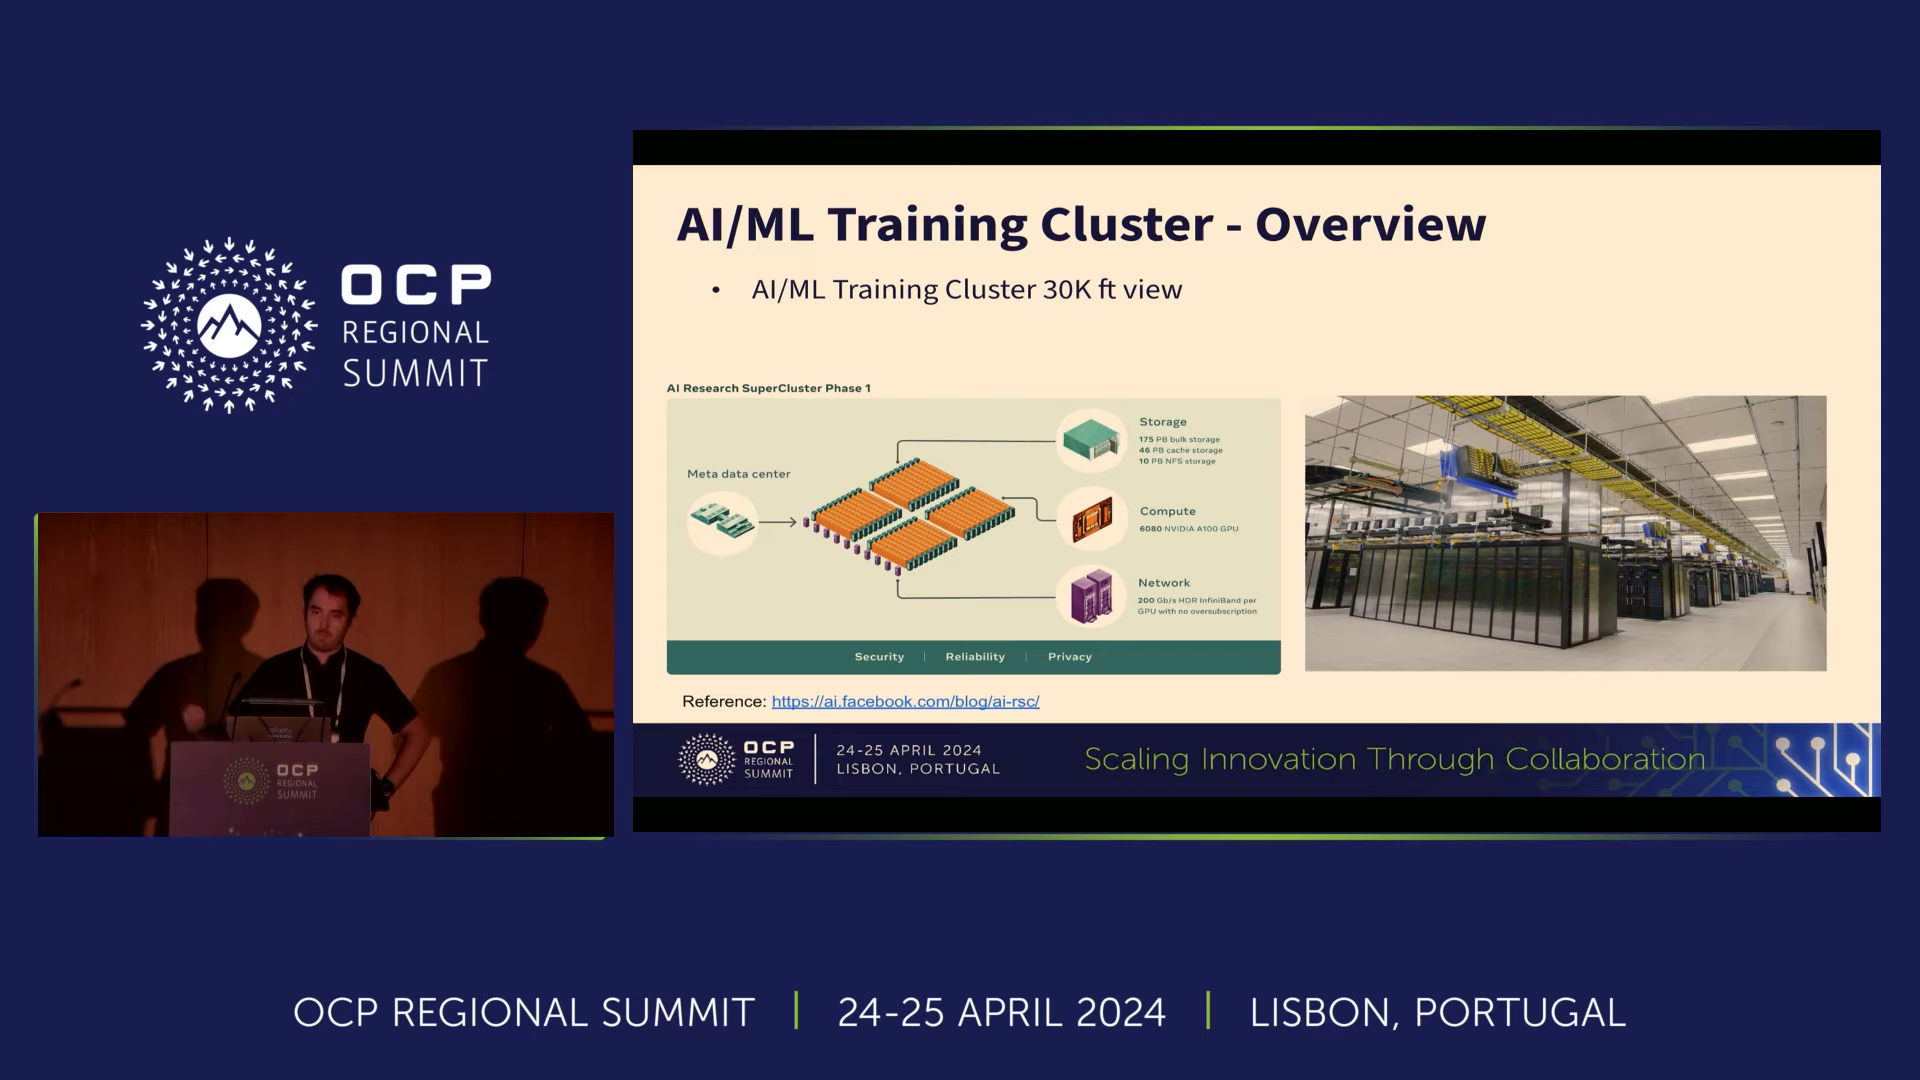 OCP
REGIONAL
SUMMIT
AI/ML Training Cluster - Overview
• AI/ML Training Cluster 30K ft view
AI Research SuperCluster Phase 1
Meta data center
Storage
175 PB bulk storage
46 PB cache storage
10 PB NFS storage
Compute
6080 NVIDIA A100 GPU
Network
200 Gb/s HDR InfiniBand per
GPU with no oversubscription
Security | Reliability | Privacy
Reference: https://ai.facebook.com/blog/ai-rsc/
OCP
REGIONAL
SUMMIT
24-25 APRIL 2024
LISBON, PORTUGAL
Scaling Innovation Through Collaboration
OCP
REGIONAL
SUMMIT
OCP REGIONAL SUMMIT | 24-25 APRIL 2024 | LISBON, PORTUGAL